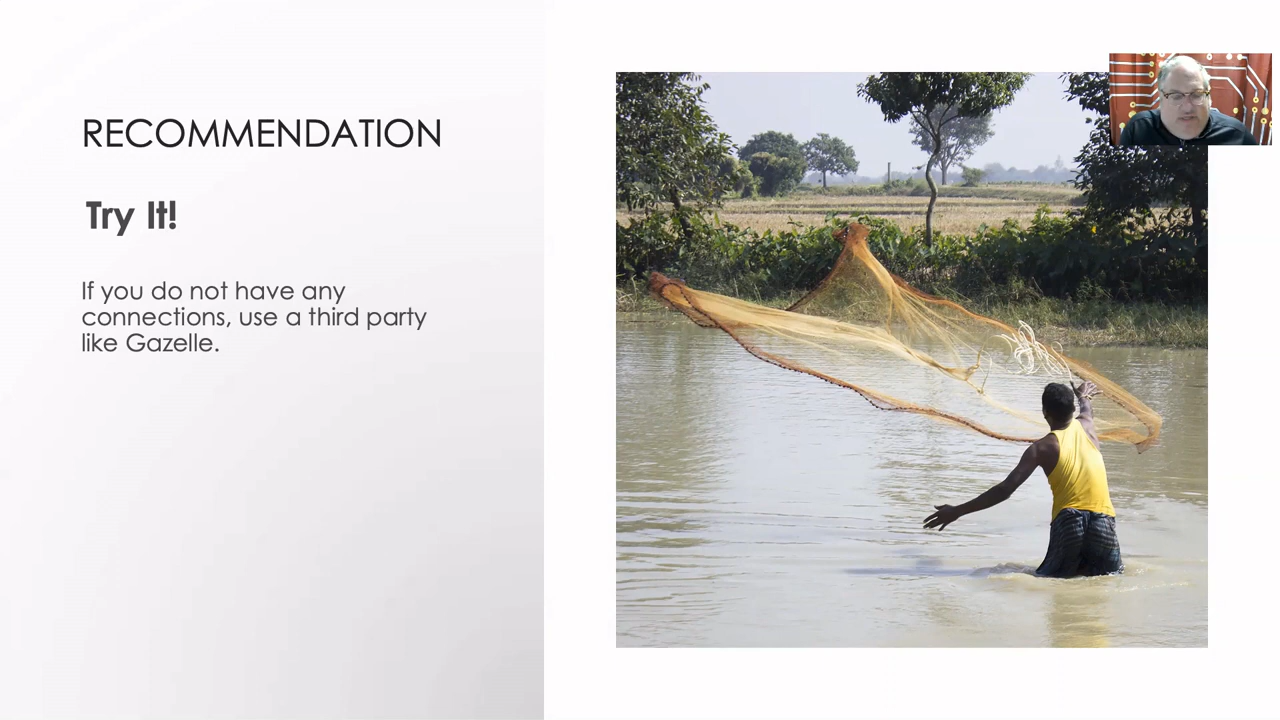 RECOMMENDATION
Try It!
If you do not have any
connections, use a third party
like Gazelle.